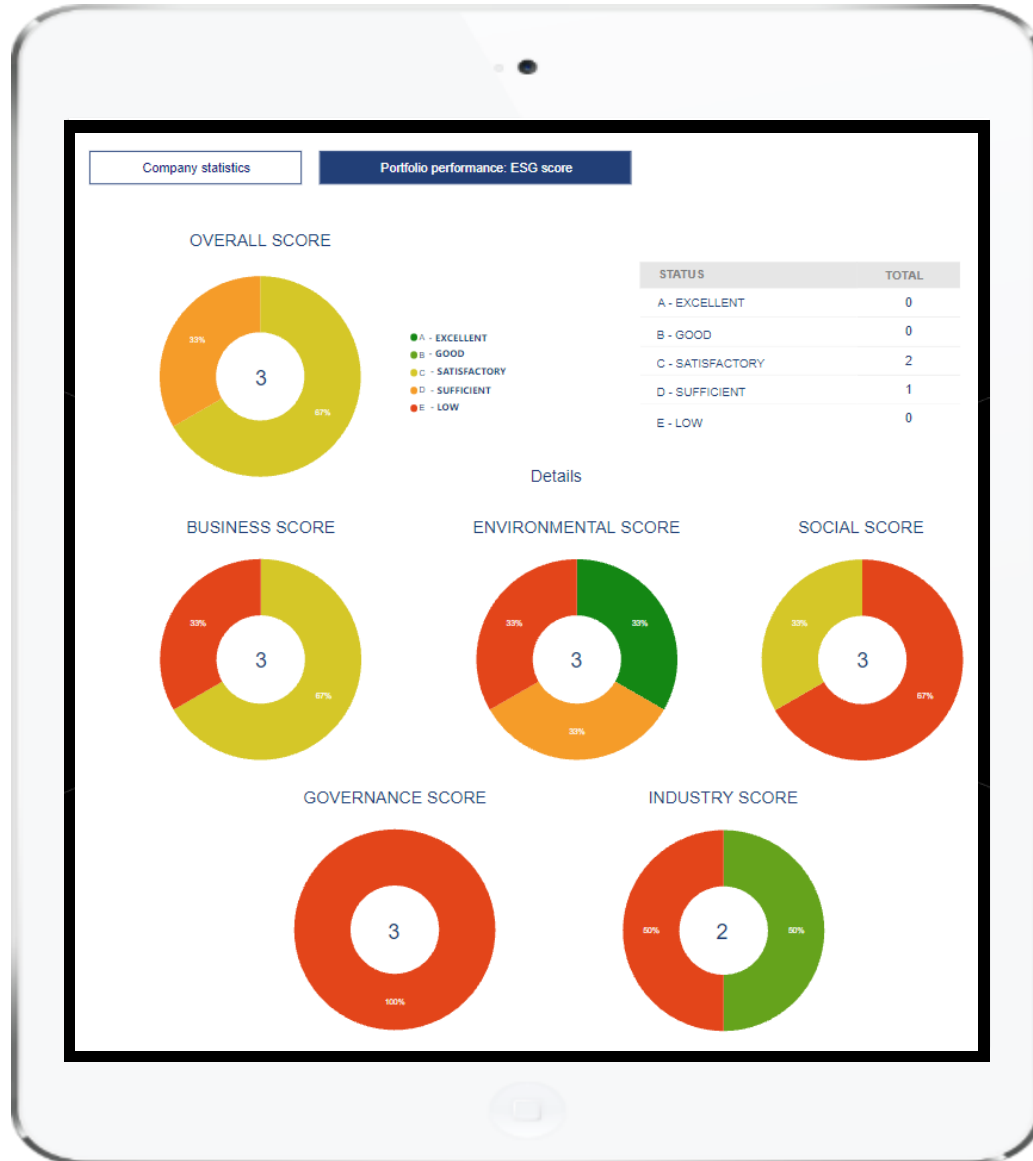 Company statistics
Portfolio performance: ESG score
OVERALL SCORE
33%
3
67%
A - EXCELLENT
B - GOOD
C - SATISFACTORY
D - SUFFICIENT
E - LOW
STATUS TOTAL
A - EXCELLENT 0
B - GOOD 0
C - SATISFACTORY 2
D - SUFFICIENT 1
E - LOW 0
Details
BUSINESS SCORE
33%
3
67%
ENVIRONMENTAL SCORE
33% 33%
3
33%
SOCIAL SCORE
33%
3
67%
GOVERNANCE SCORE
3
100%
INDUSTRY SCORE
50% 2 50%